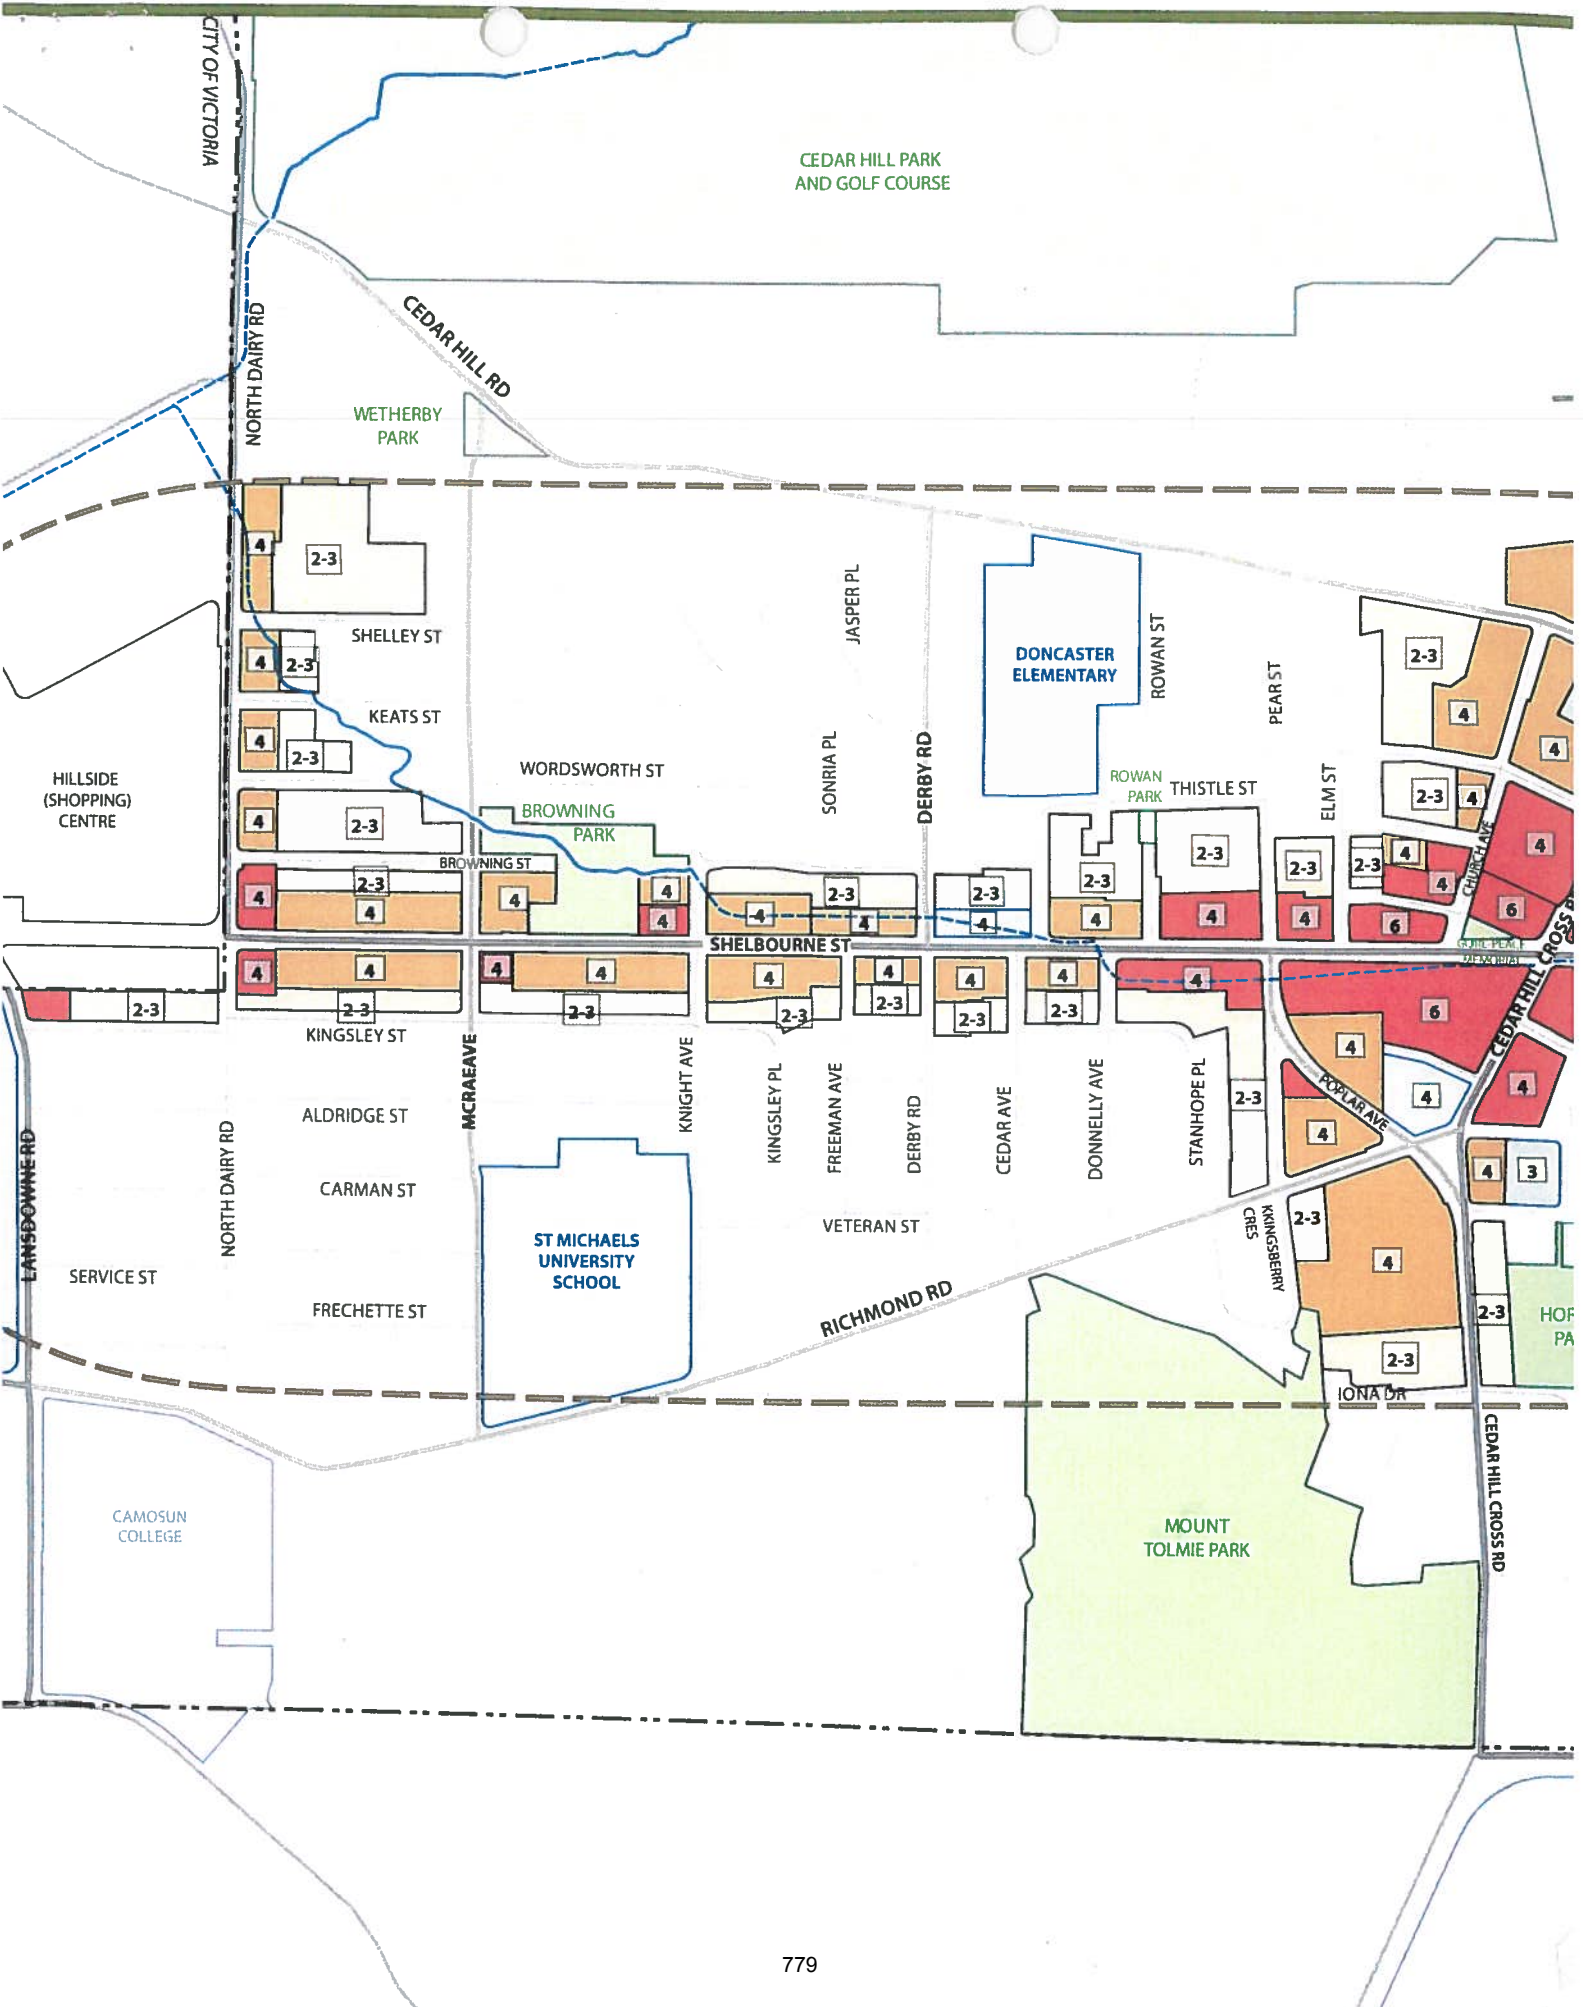 CITY OF VICTORIA
CEDAR HILL PARK
AND GOLF COURSE
NORTH DAIRY RD
CEDAR HILL RD
WETHERBY
PARK
4
2-3
SHELLEY ST
4
2-3
KEATS ST
4
2-3
HILLSIDE
(SHOPPING)
CENTRE
4
2-3
WORDSWORTH ST
BROWNING
PARK
BROWNING ST
JASPER PL
SONRIA PL
DERBY RD
DONCASTER
ELEMENTARY
ROWAN ST
ROWAN
PARK
THISTLE ST
PEAR ST
ELM ST
2-3
4
4
2-3
4
CHURCH AVE
4
6
4
2-3
4
4
4
4
2-3
4
4
2-3
4
2-3
4
2-3
4
2-3
4
2-3
4
4
6
SHELBOURNE ST
MEMORIAL
CEDAR HILL CROSS RD
2-3
4
4
2-3
4
4
2-3
4
2-3
4
2-3
4
2-3
4
2-3
4
2-3
6
4
4
4
4
POPLAR AVE
4
3
KINGSLEY ST
ALDRIDGE ST
CARMAN ST
SERVICE ST
FRECHETTE ST
LANSDOWNE RD
NORTH DAIRY RD
MCRAEAVE
KNIGHT AVE
KINGSLEY PL
FREEMAN AVE
DERBY RD
CEDAR AVE
DONNELLY AVE
STANHOPE PL
VETERAN ST
ST MICHAELS
UNIVERSITY
SCHOOL
RICHMOND RD
KKINGSBERRY
CRES
2-3
4
2-3
2-3
HOR
PA
IONA DR
CEDAR HILL CROSS RD
CAMOSUN
COLLEGE
MOUNT
TOLMIE PARK
779